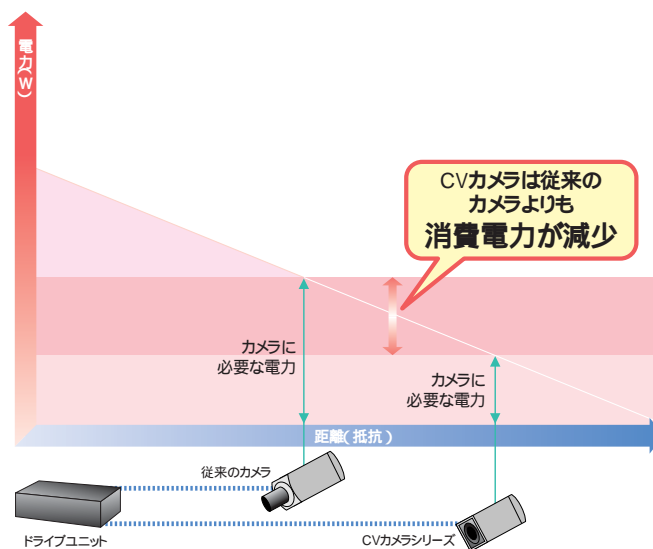 電力(W)
CVカメラは従来の
カメラよりも
消費電力が減少
カメラに
必要な電力
カメラに
必要な電力
距離(抵抗)
従来のカメラ
ドライブユニット
CVカメラシリーズ